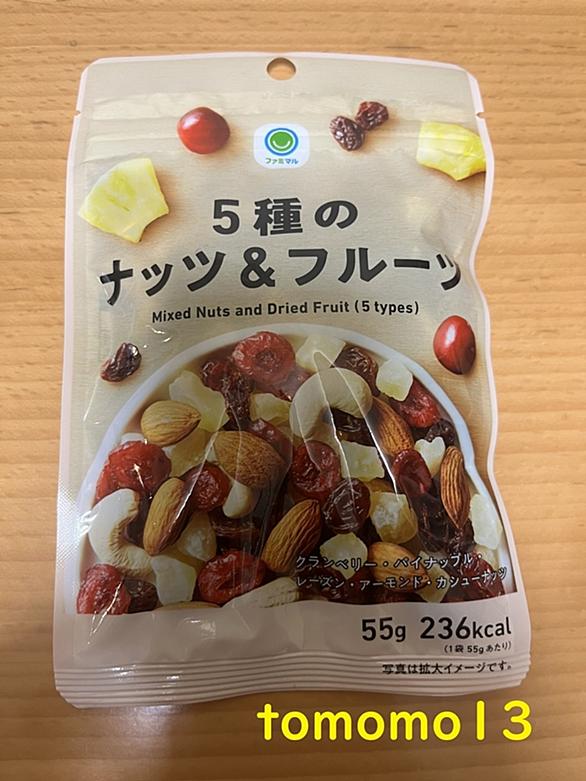 ファミマル
5種の
ナッツ&フルーツ
Mixed Nuts and Dried Fruit (5 types)
クランベリー・パイナップル・
レーズン・アーモンド・カシューナッツ
55g 236kcal
(1袋 55gあたり)
写真は拡大イメージです。
tomomo13